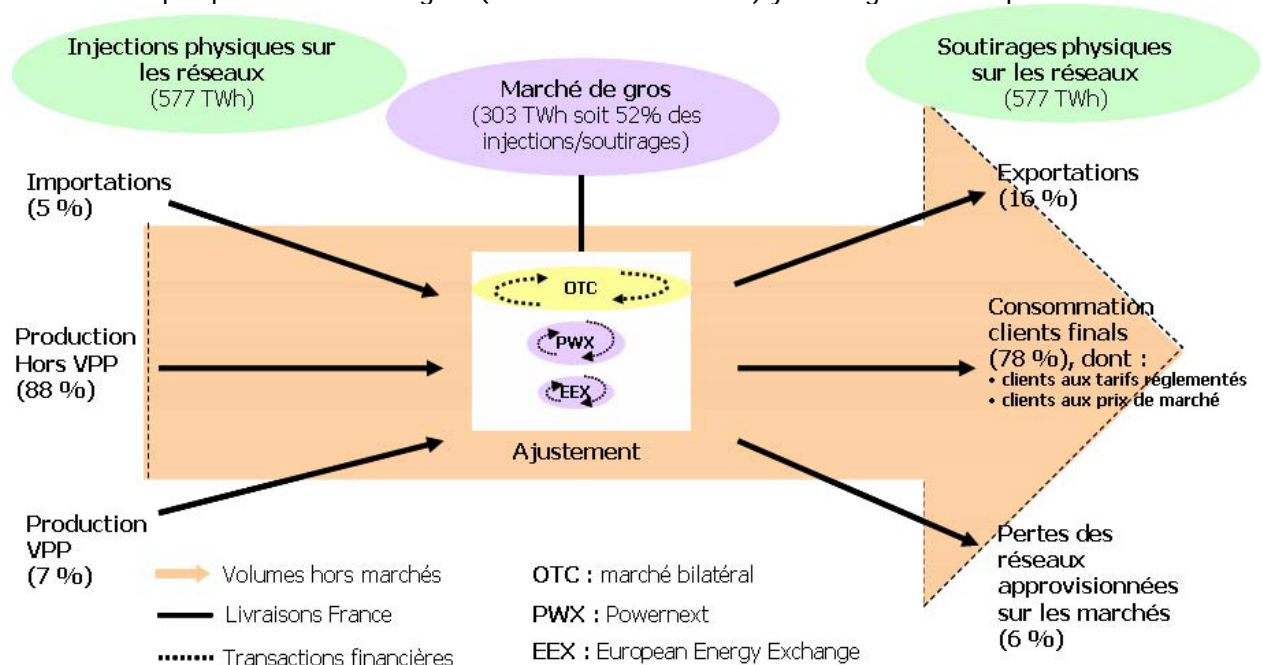 Injections physiques sur
les réseaux
(577 TWh)
Marché de gros
(303 TWh soit 52% des
injections/soutirages)
Soutirages physiques
sur les réseaux
(577 TWh)
Importations
(5 %)
Production
Hors VPP
(88 %)
Production
VPP
(7 %)
OTC
PWX
EEX
Ajustement
Exportations
(16 %)
Consommation
clients finals
(78 %), dont :
• clients aux tarifs réglementés
• clients aux prix de marché
Pertes des
réseaux
approvisionnées
sur les marchés
(6 %)
Volumes hors marchés
Livraisons France
Transactions financières
OTC : marché bilatéral
PWX : Powernext
EEX : European Energy Exchange